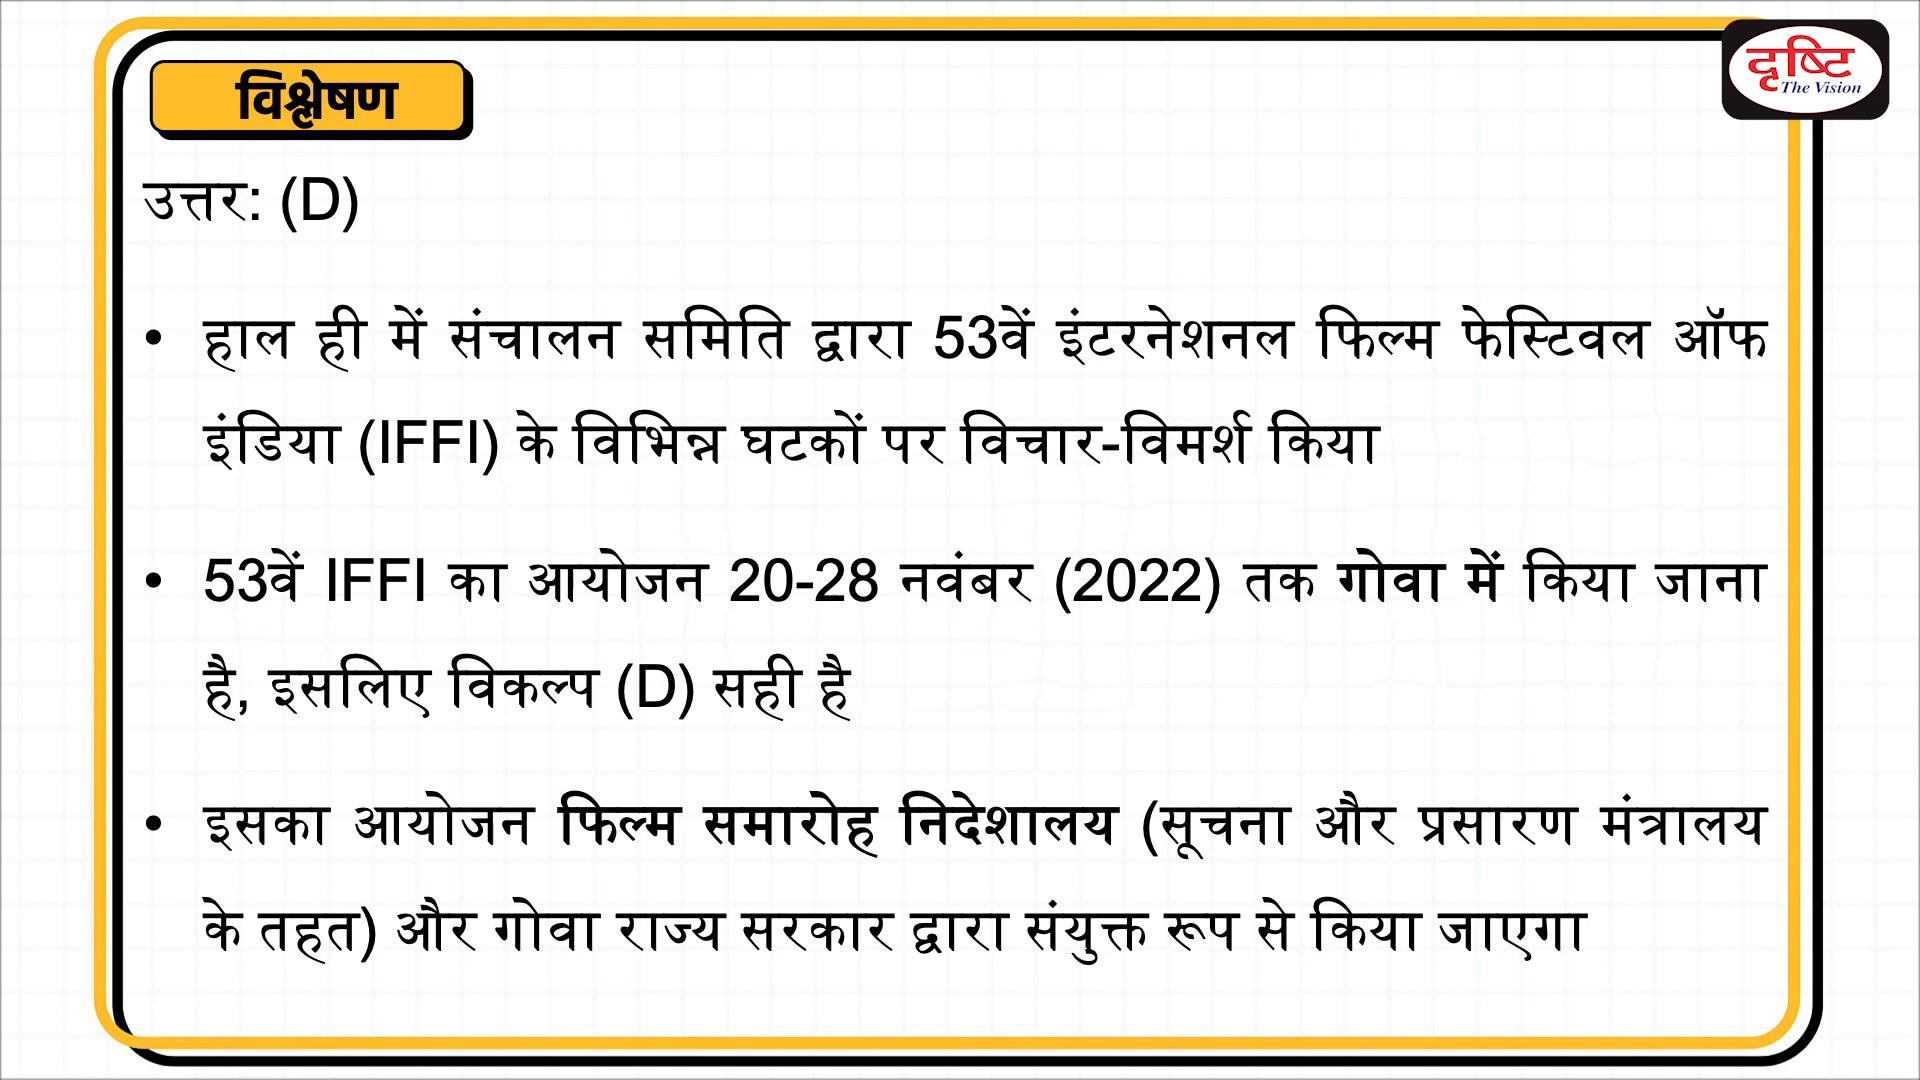 दृष्टि
The Vision
विश्लेषण
उत्तर: (D)
• हाल ही में संचालन समिति द्वारा 53वें इंटरनेशनल फिल्म फेस्टिवल ऑफ
इंडिया (IFFI) के विभिन्न घटकों पर विचार-विमर्श किया
• 53वें IFFI का आयोजन 20-28 नवंबर (2022) तक गोवा में किया जाना
है, इसलिए विकल्प (D) सही है
• इसका आयोजन फिल्म समारोह निदेशालय (सूचना और प्रसारण मंत्रालय
के तहत) और गोवा राज्य सरकार द्वारा संयुक्त रूप से किया जाएगा